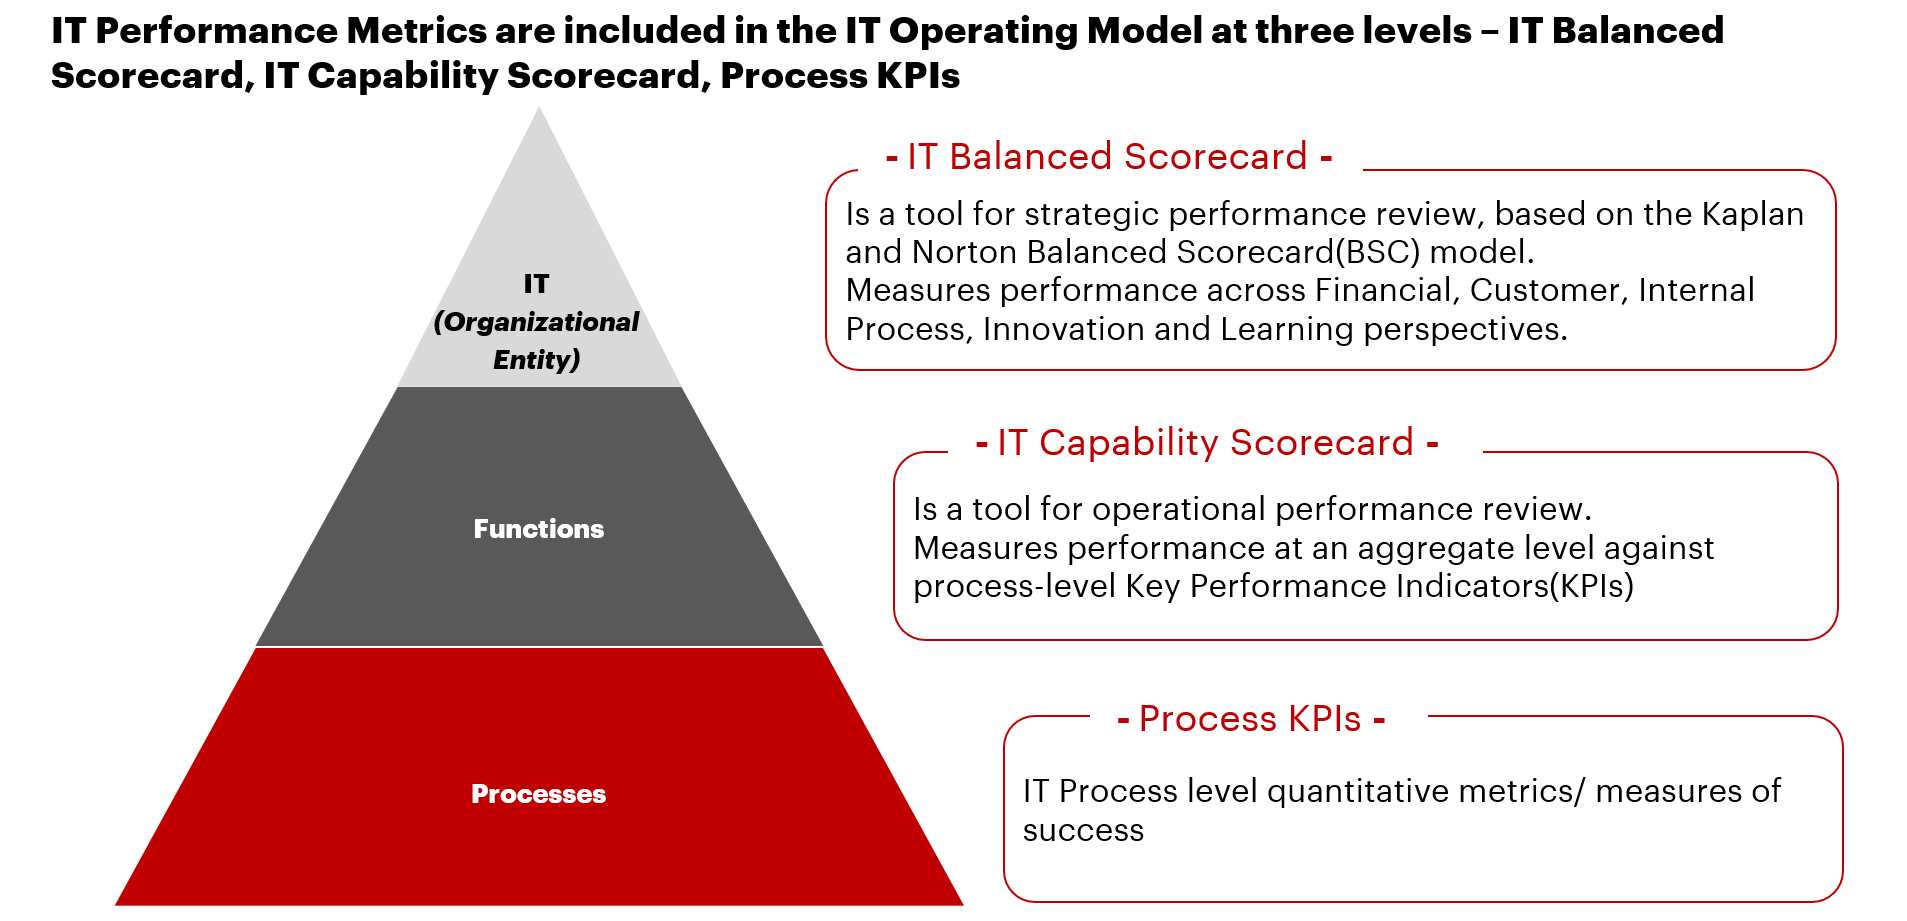 IT Performance Metrics are included in the IT Operating Model at three levels – IT Balanced
Scorecard, IT Capability Scorecard, Process KPIs
IT
(Organizational
Entity)
- IT Balanced Scorecard -
Is a tool for strategic performance review, based on the Kaplan
and Norton Balanced Scorecard(BSC) model.
Measures performance across Financial, Customer, Internal
Process, Innovation and Learning perspectives.
Functions
- IT Capability Scorecard -
Is a tool for operational performance review.
Measures performance at an aggregate level against
process-level Key Performance Indicators(KPIs)
Processes
- Process KPIs -
IT Process level quantitative metrics/ measures of
success